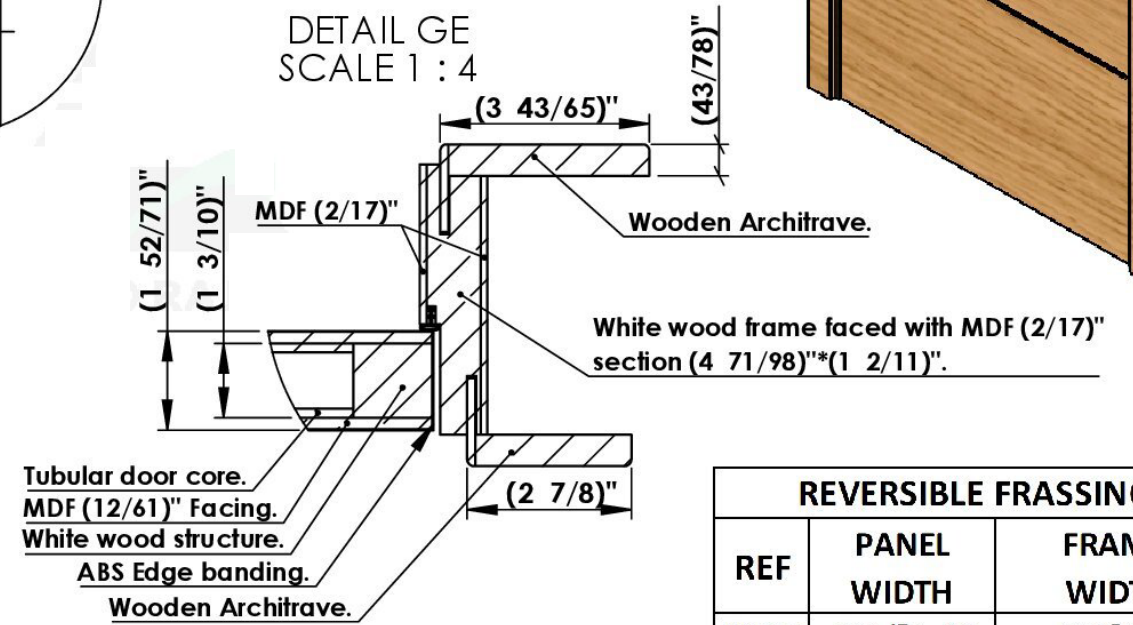 DETAIL GE
SCALE 1 : 4
(3 43/65)"
(43/78)"
(1 52/71)"
(1 3/10)"
MDF (2/17)"
Wooden Architrave.
White wood frame faced with MDF (2/17)"
section (4 71/98)"*(1 2/11)".
(2 7/8)"
Tubular door core.
MDF (12/61)" Facing.
White wood structure.
ABS Edge banding.
Wooden Architrave.
REVERSIBLE FRASSIN
REF
PANEL
WIDTH
FRAM
WIDT